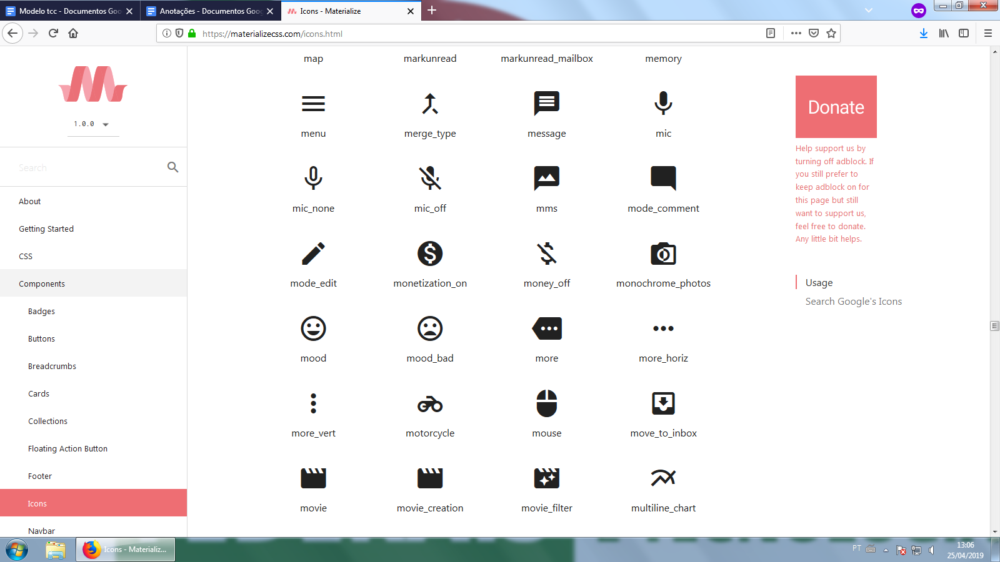 Modelo tcc - Documentos Goo
Anotações - Documentos Goo
Icons - Materialize
https://materializecss.com/icons.html
1.0.0
Search
About
Getting Started
CSS
Components
Badges
Buttons
Breadcrumbs
Cards
Collections
Floating Action Button
Footer
Icons
Navbar
map markunread markunread_mailbox memory
menu merge_type message mic
mic_none mic_off mms mode_comment
mode_edit monetization_on money_off monochrome_photos
mood mood_bad more more_horiz
more_vert motorcycle mouse move_to_inbox
movie movie_creation movie_filter multiline_chart
Donate
Help support us by
turning off adblock. If
you still prefer to
keep adblock on for
this page but still
want to support us,
feel free to donate.
Any little bit helps.
Usage
Search Google's Icons
Icons - Materializ...
PT
13:06
25/04/2019